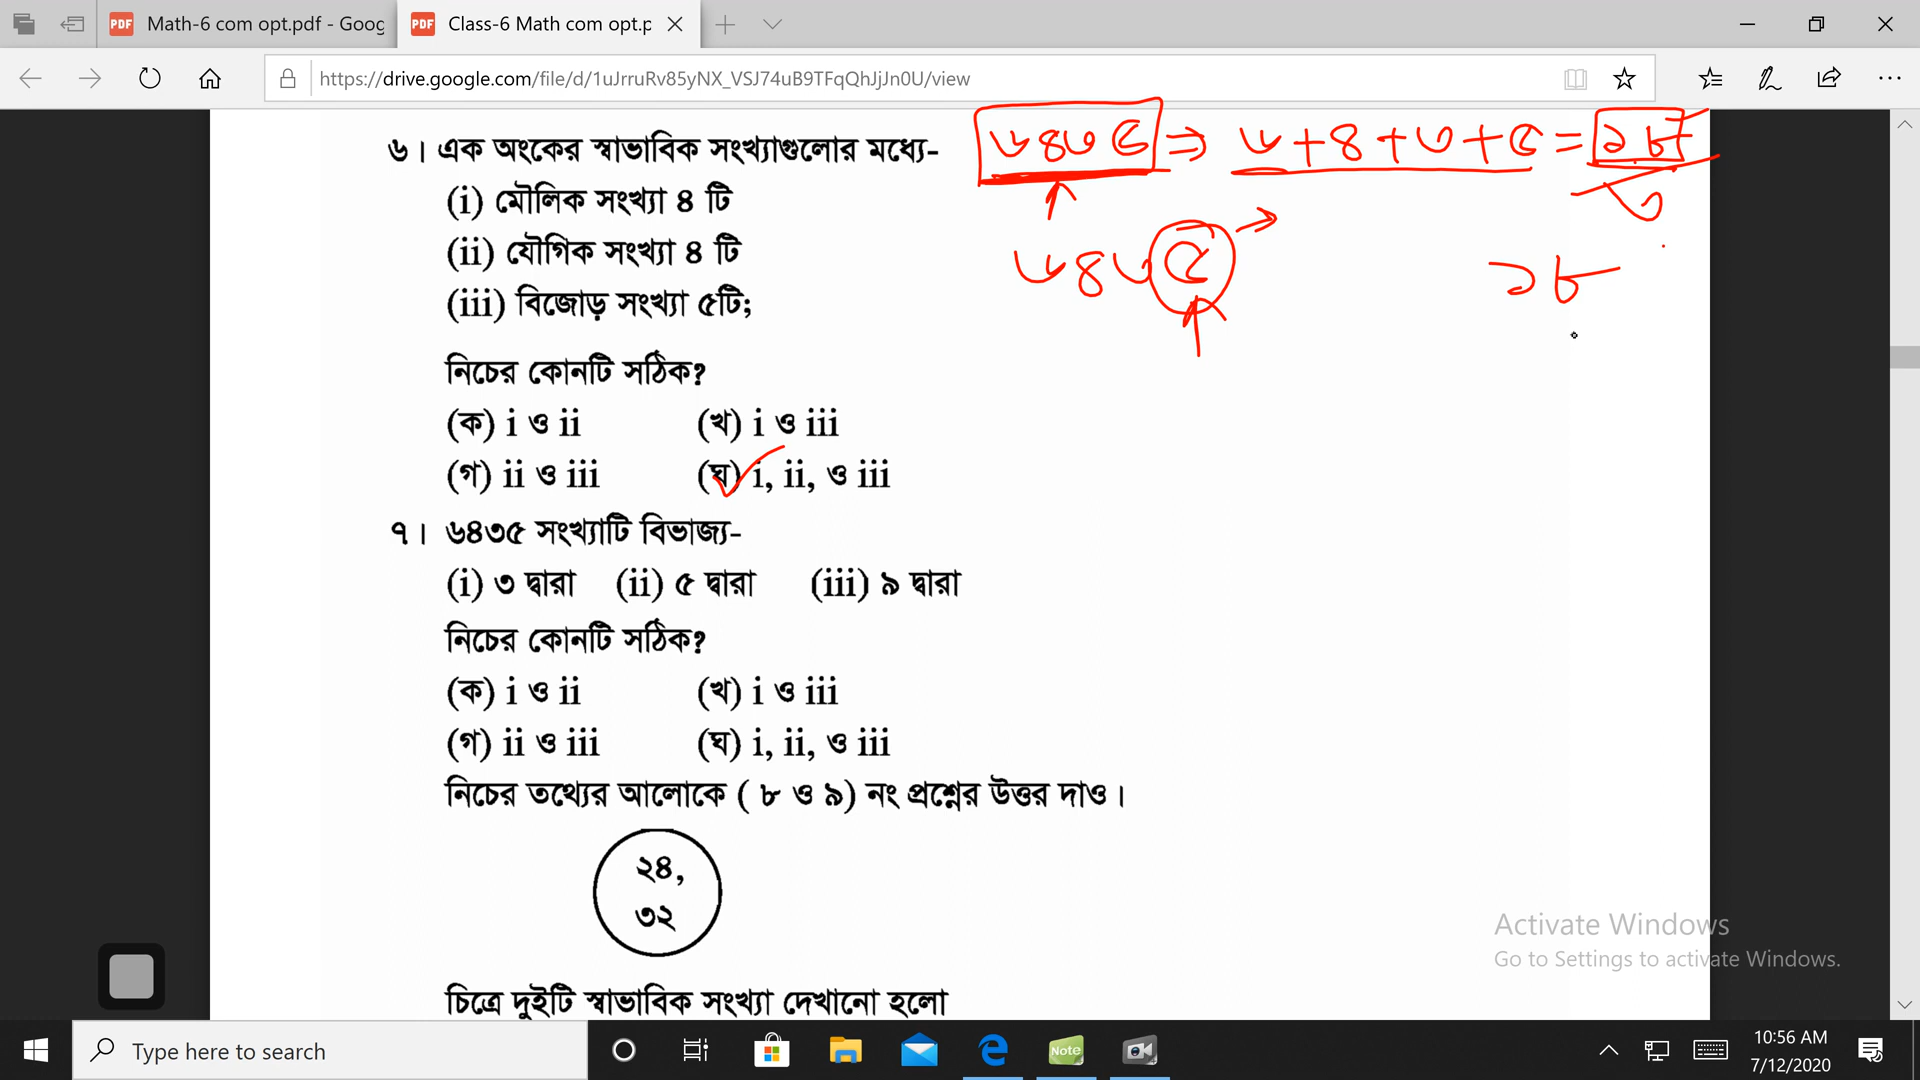 Math-6 com opt.pdf - Goog
Class-6 Math com opt.p
https://drive.google.com/file/d/1uJrruRv85yNX_VSJ74uB9TFqQhJjJn0U/view
৬। এক অংকের স্বাভাবিক সংখ্যাগুলোর মধ্যে-
৬৪৩৫ ⇒ ৬+৪+৩+৫ = ১৮
৩
(i) মৌলিক সংখ্যা ৪ টি
(ii) যৌগিক সংখ্যা ৪ টি
৬৪৩৫
১৮
(iii) বিজোড় সংখ্যা ৫টি;
নিচের কোনটি সঠিক?
(ক) i ও ii (খ) i ও iii
(গ) ii ও iii (ঘ) i, ii, ও iii
৭। ৬৪৩৫ সংখ্যাটি বিভাজ্য-
(i) ৩ দ্বারা (ii) ৫ দ্বারা (iii) ৯ দ্বারা
নিচের কোনটি সঠিক?
(ক) i ও ii (খ) i ও iii
(গ) ii ও iii (ঘ) i, ii, ও iii
নিচের তথ্যের আলোকে ( ৮ ও ৯) নং প্রশ্নের উত্তর দাও।
২৪,
৩২
চিত্রে দুইটি স্বাভাবিক সংখ্যা দেখানো হলো
Activate Windows
Go to Settings to activate Windows.
Type here to search
Note
10:56 AM
7/12/2020